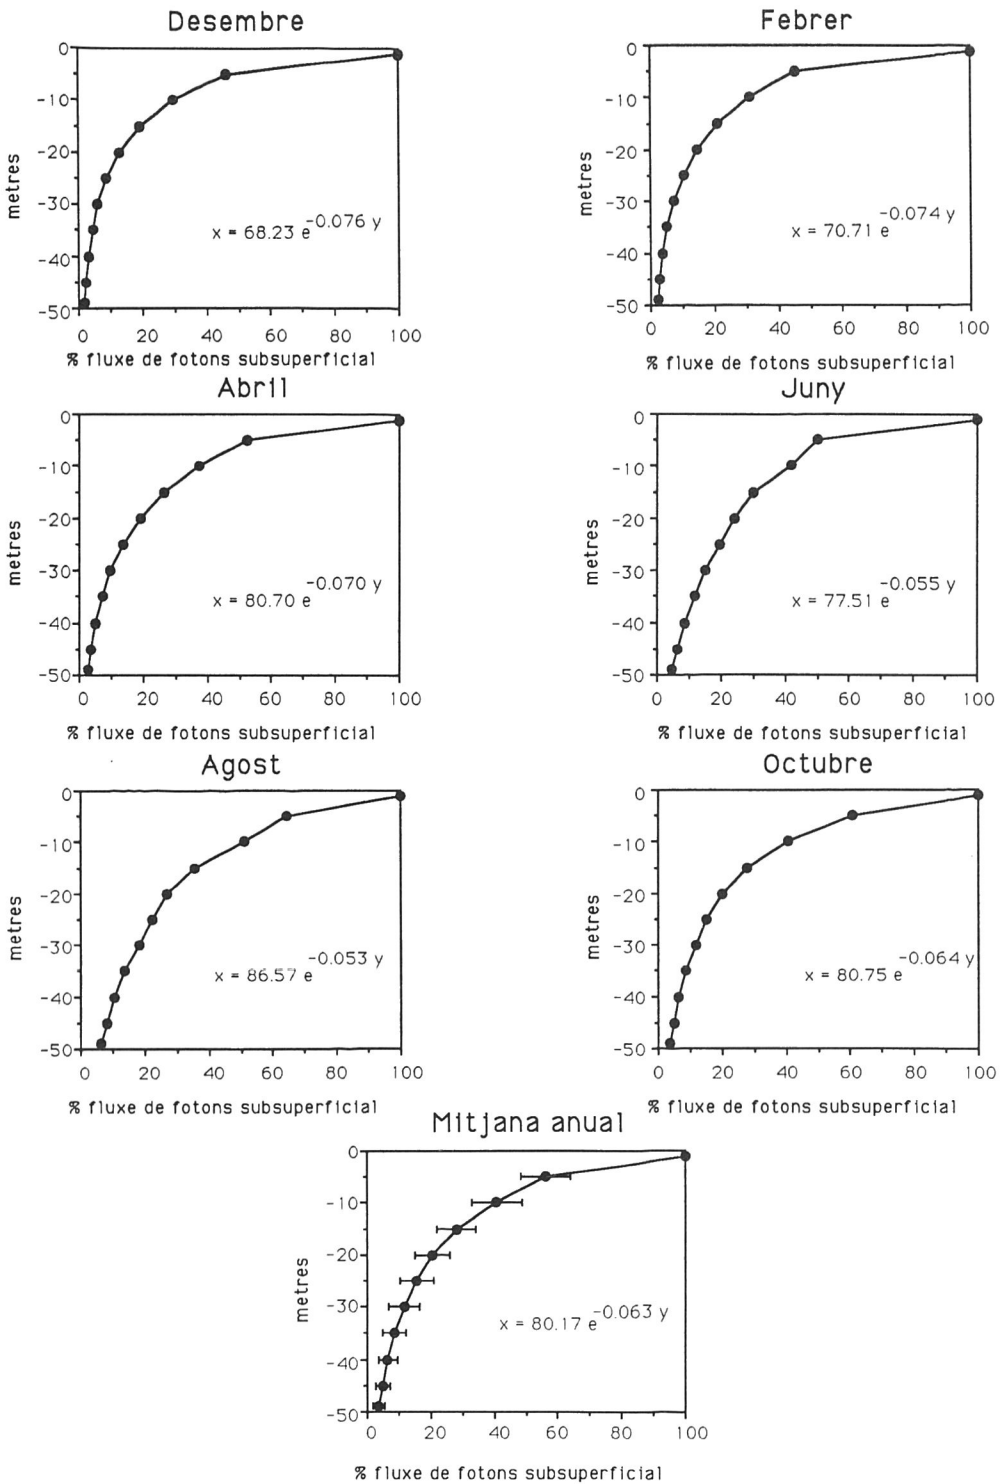 Desembre
0
-10
-20
-30
-40
-50
metres
x = 68.23 e -0.076 y
0 20 40 60 80 100
% fluxe de fotons subsuperficial
Febrer
0
-10
-20
-30
-40
-50
metres
x = 70.71 e -0.074 y
0 20 40 60 80 100
% fluxe de fotons subsuperficial
Abril
0
-10
-20
-30
-40
-50
metres
x = 80.70 e -0.070 y
0 20 40 60 80 100
% fluxe de fotons subsuperficial
Juny
0
-10
-20
-30
-40
-50
metres
x = 77.51 e -0.055 y
0 20 40 60 80 100
% fluxe de fotons subsuperficial
Agost
0
-10
-20
-30
-40
-50
metres
x = 86.57 e -0.053 y
0 20 40 60 80 100
% fluxe de fotons subsuperficial
Octubre
0
-10
-20
-30
-40
-50
metres
x = 80.75 e -0.064 y
0 20 40 60 80 100
% fluxe de fotons subsuperficial
Mitjana anual
0
-10
-20
-30
-40
-50
metres
x = 80.17 e -0.063 y
0 20 40 60 80 100
% fluxe de fotons subsuperficial